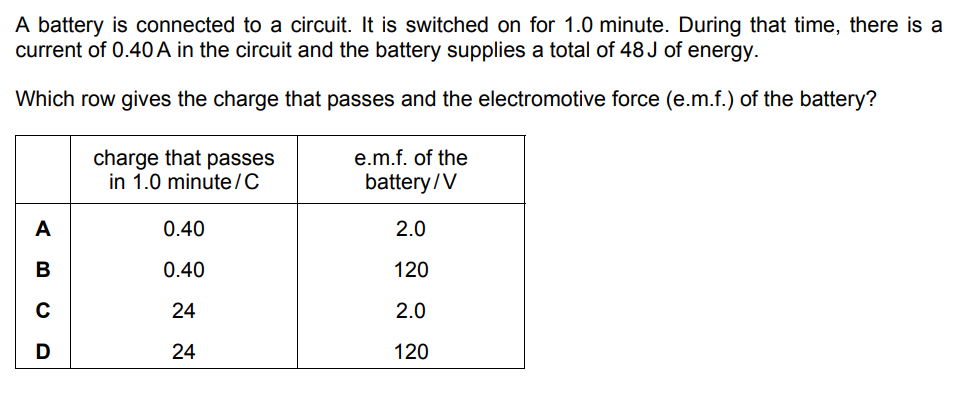 A battery is connected to a circuit. It is switched on for 1.0 minute. During that time, there is a
current of 0.40 A in the circuit and the battery supplies a total of 48 J of energy.
Which row gives the charge that passes and the electromotive force (e.m.f.) of the battery?
charge that passes in 1.0 minute / C
e.m.f. of the battery / V
A 0.40 2.0
B 0.40 120
C 24 2.0
D 24 120